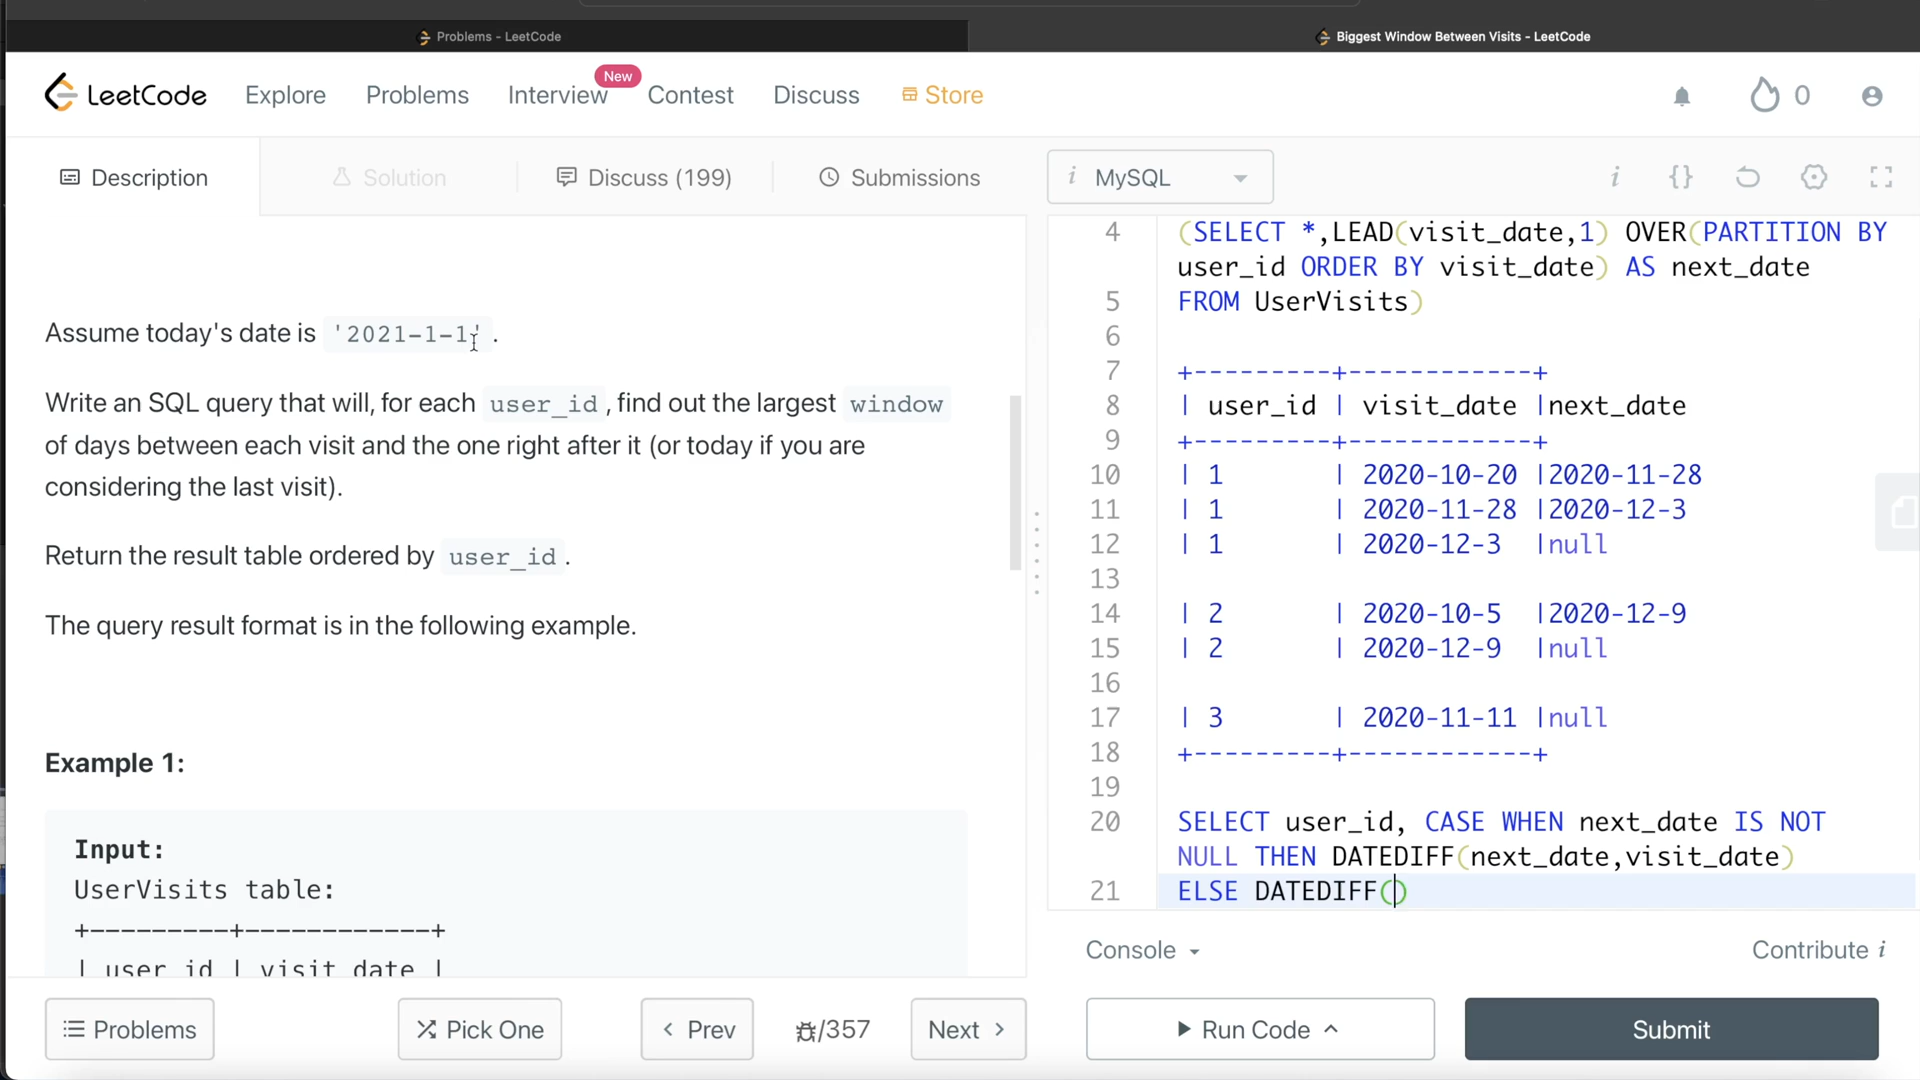 Problems - LeetCode
Biggest Window Between Visits - LeetCode
LeetCode Explore Problems Interview New Contest Discuss Store 0
Description Solution Discuss (199) Submissions
i MySQL i {}
Assume today's date is '2021-1-1' .
Write an SQL query that will, for each user_id , find out the largest window
of days between each visit and the one right after it (or today if you are
considering the last visit).
Return the result table ordered by user_id .
The query result format is in the following example.
Example 1:
Input:
UserVisits table:
+---------+------------+
| user_id | visit_date |
4 (SELECT *,LEAD(visit_date,1) OVER(PARTITION BY
user_id ORDER BY visit_date) AS next_date
5 FROM UserVisits)
6
7 +---------+------------+
8 | user_id | visit_date |next_date
9 +---------+------------+
10 | 1 | 2020-10-20 |2020-11-28
11 | 1 | 2020-11-28 |2020-12-3
12 | 1 | 2020-12-3 |null
13
14 | 2 | 2020-10-5 |2020-12-9
15 | 2 | 2020-12-9 |null
16
17 | 3 | 2020-11-11 |null
18 +---------+------------+
19
20 SELECT user_id, CASE WHEN next_date IS NOT
NULL THEN DATEDIFF(next_date,visit_date)
21 ELSE DATEDIFF()
Console Contribute i
Problems Pick One < Prev /357 Next > Run Code Submit